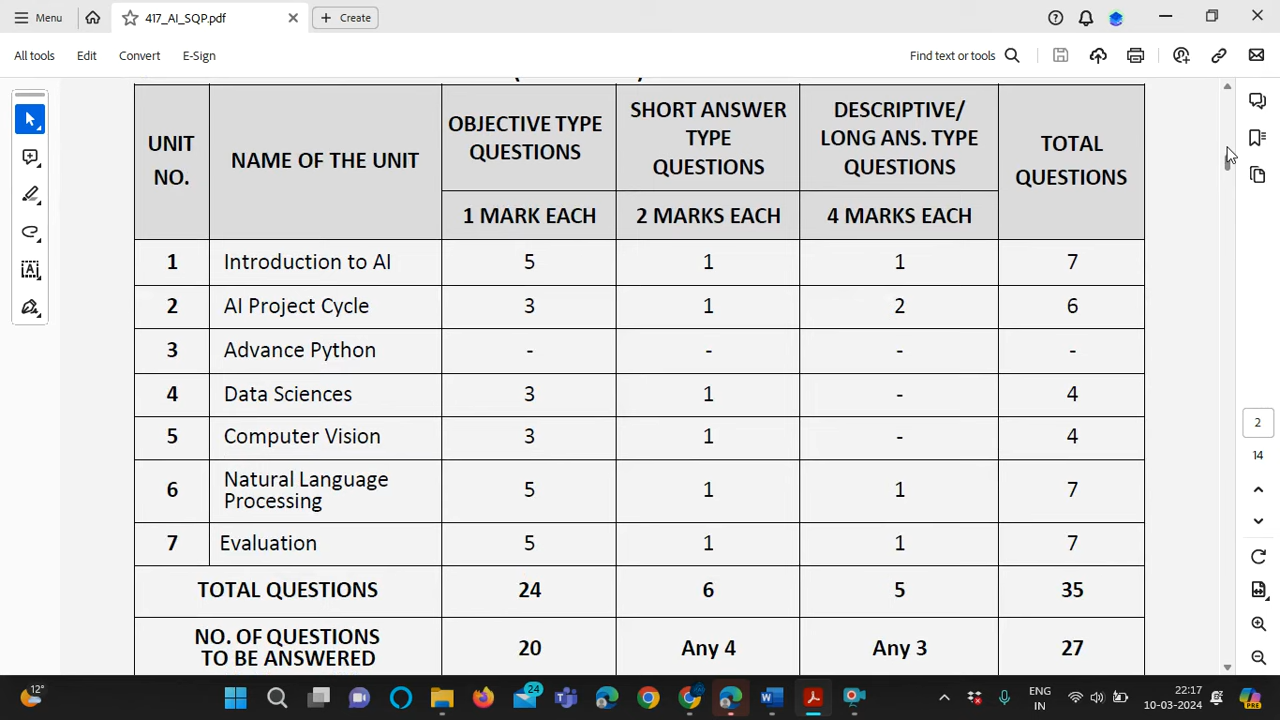 Menu
417_AI_SQP.pdf
Create
All tools
Edit
Convert
E-Sign
Find text or tools
UNIT NO.
NAME OF THE UNIT
OBJECTIVE TYPE QUESTIONS
SHORT ANSWER TYPE QUESTIONS
DESCRIPTIVE/ LONG ANS. TYPE QUESTIONS
TOTAL QUESTIONS
1 MARK EACH
2 MARKS EACH
4 MARKS EACH
1 Introduction to AI 5 1 1 7
2 AI Project Cycle 3 1 2 6
3 Advance Python - - - -
4 Data Sciences 3 1 - 4
5 Computer Vision 3 1 - 4
6 Natural Language Processing 5 1 1 7
7 Evaluation 5 1 1 7
TOTAL QUESTIONS 24 6 5 35
NO. OF QUESTIONS TO BE ANSWERED 20 Any 4 Any 3 27
2
14
12°
24
ENG
IN
22:17
10-03-2024
PRE